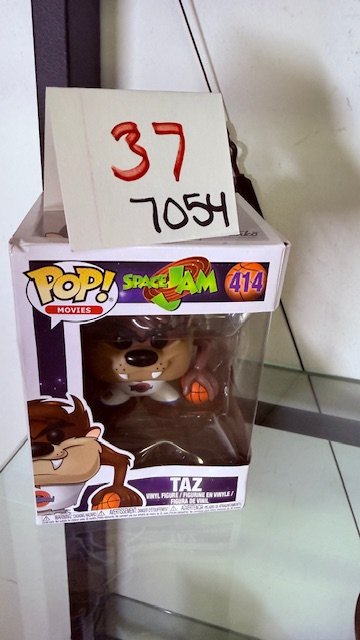 37
7054
POP!
MOVIES
SPACE JAM
414
TAZ
VINYL FIGURE / FIGURINE EN VINYLE /
FIGURA DE VINIL